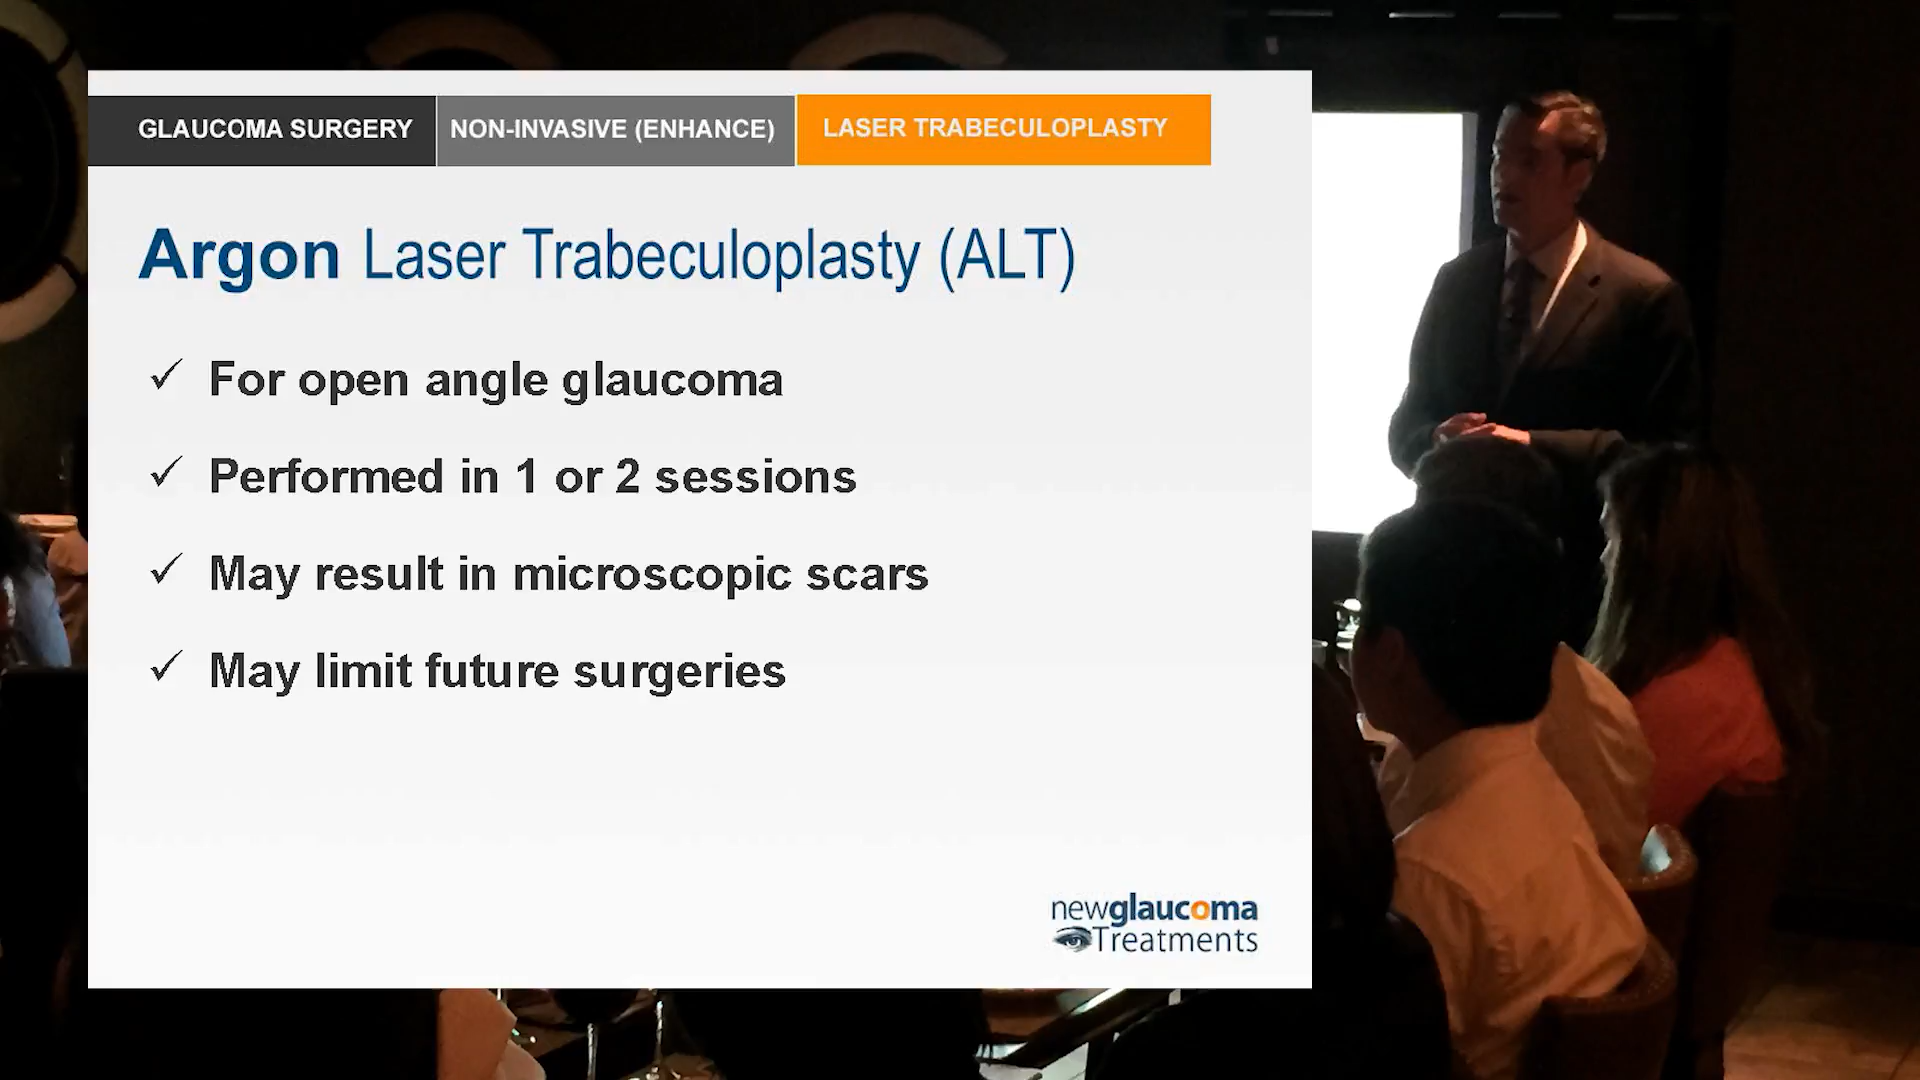 GLAUCOMA SURGERY
NON-INVASIVE (ENHANCE)
LASER TRABECULOPLASTY
Argon Laser Trabeculoplasty (ALT)
✓ For open angle glaucoma
✓ Performed in 1 or 2 sessions
✓ May result in microscopic scars
✓ May limit future surgeries
newglaucoma
Treatments